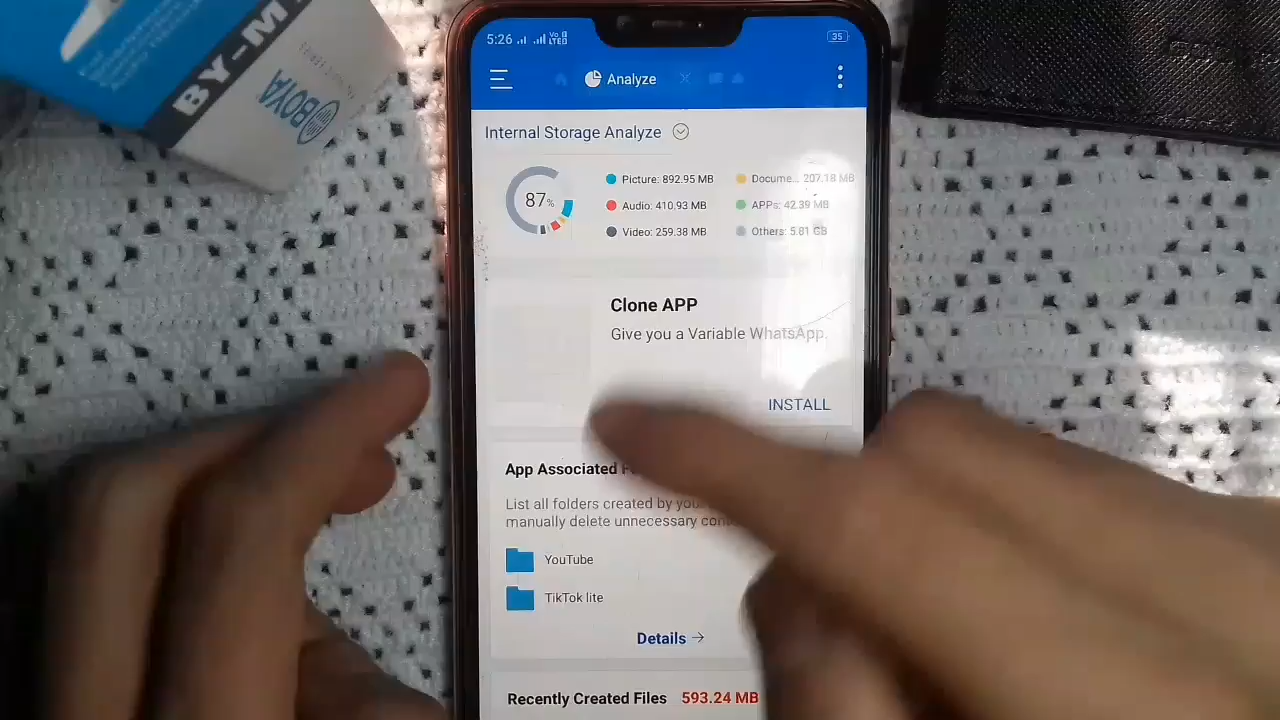 BY-M
BOYA
5:26
35
Analyze
Internal Storage Analyze
87%
Picture: 892.95 MB
Docume... 207.18 MB
Audio: 410.93 MB
APPs: 42.39 MB
Video: 259.38 MB
Others: 5.81 GB
Clone APP
Give you a Variable WhatsApp.
INSTALL
App Associated
List all folders created by
manually delete unnecessary
YouTube
TikTok lite
Details →
Recently Created Files 593.24 MB